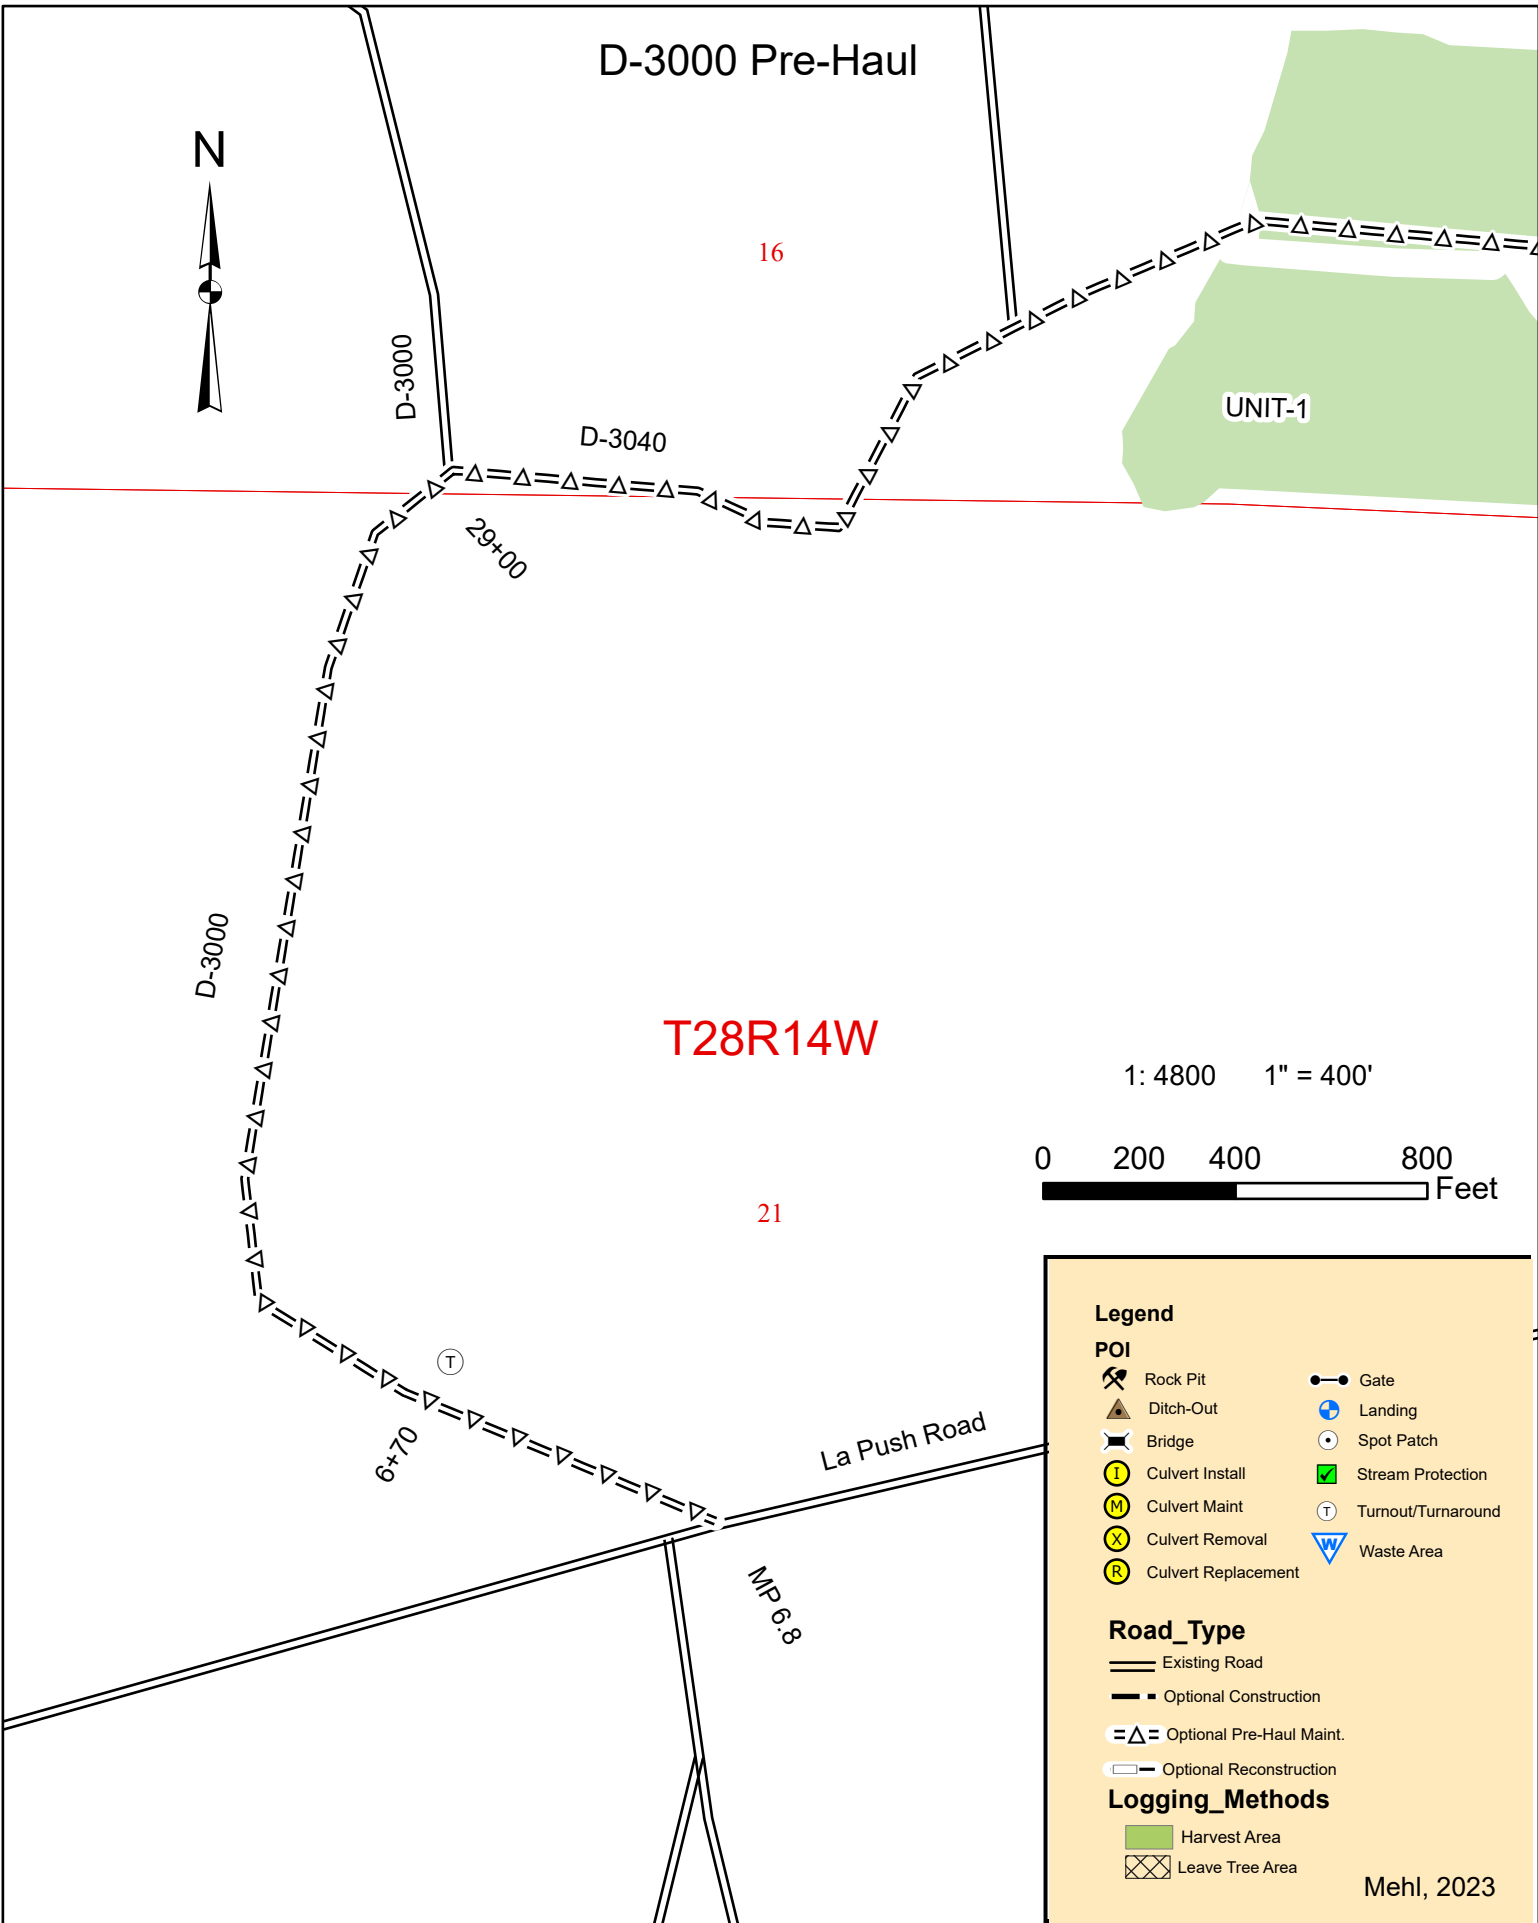 D-3000 Pre-Haul
N
16
D-3000
D-3040
UNIT-1
29+00
D-3000
T28R14W
1: 4800 1" = 400'
0 200 400 800
Feet
21
T
6+70
La Push Road
MP 6.8
Legend
POI
Rock Pit
Ditch-Out
Bridge
I Culvert Install
M Culvert Maint
X Culvert Removal
R Culvert Replacement
Gate
Landing
Spot Patch
Stream Protection
T Turnout/Turnaround
W Waste Area
Road_Type
Existing Road
Optional Construction
Optional Pre-Haul Maint.
Optional Reconstruction
Logging_Methods
Harvest Area
Leave Tree Area
Mehl, 2023